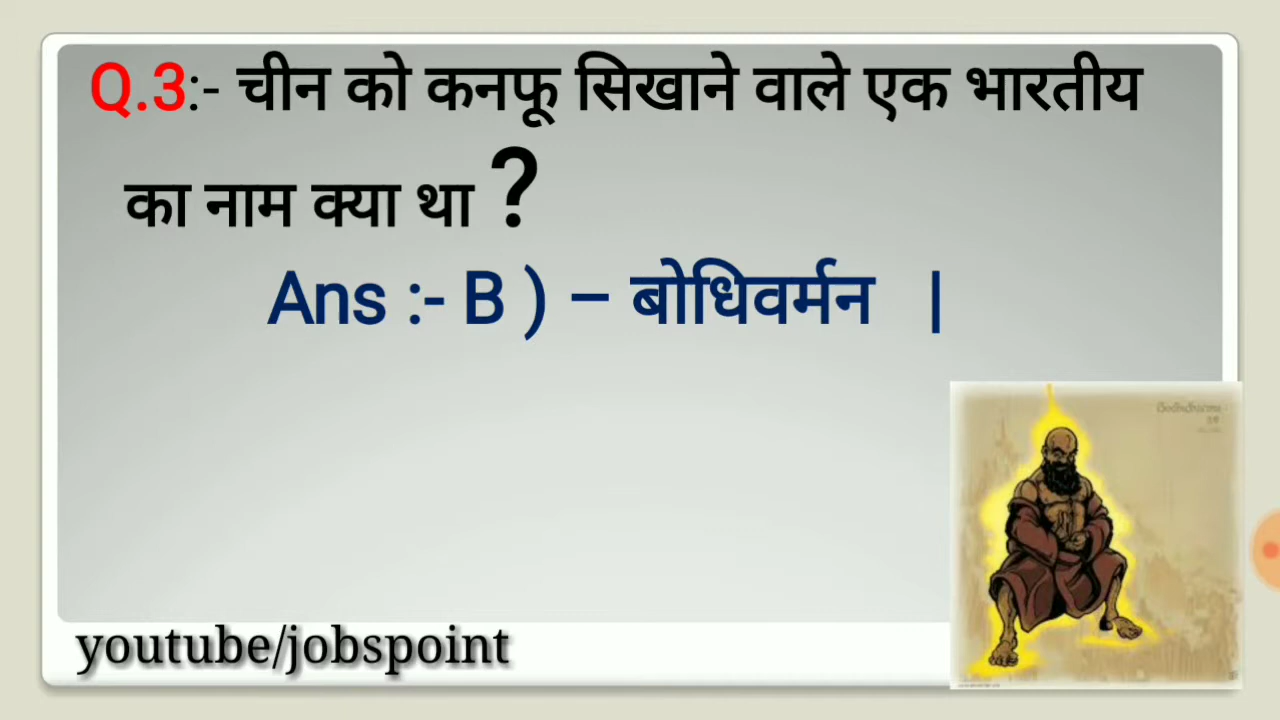 Q.3:- चीन को कनफू सिखाने वाले एक भारतीय
का नाम क्या था ?
Ans :- B ) – बोधिवर्मन |
youtube/jobspoint